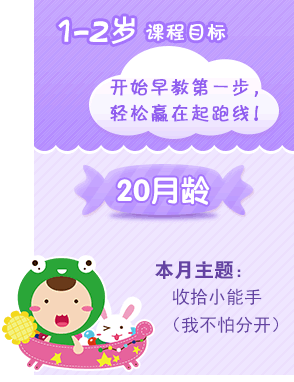 1-2岁 课程目标
开始早教第一步，
轻松赢在起跑线！
20月龄
本月主题：
收拾小能手
（我不怕分开）